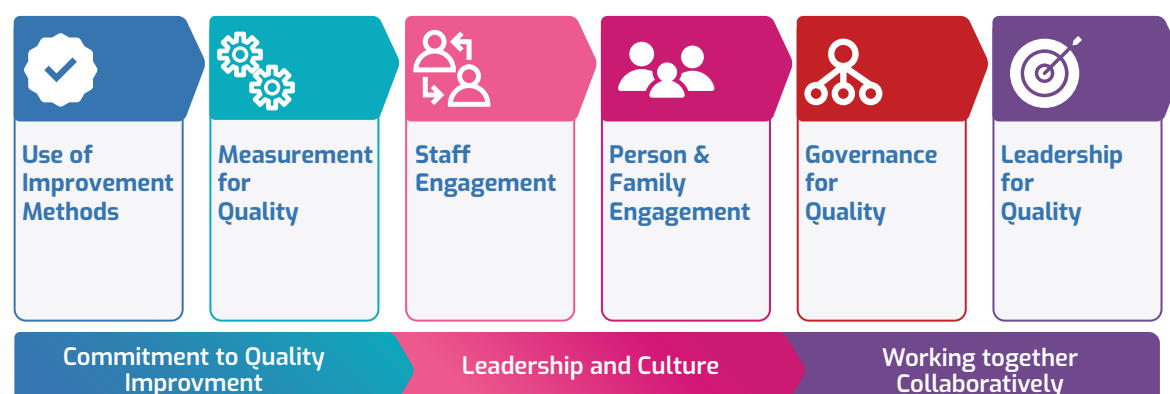 Use of
Improvement
Methods
Measurement
for
Quality
Staff
Engagement
Person &
Family
Engagement
Governance
for
Quality
Leadership
for
Quality
Commitment to Quality
Improvment
Leadership and Culture
Working together
Collaboratively